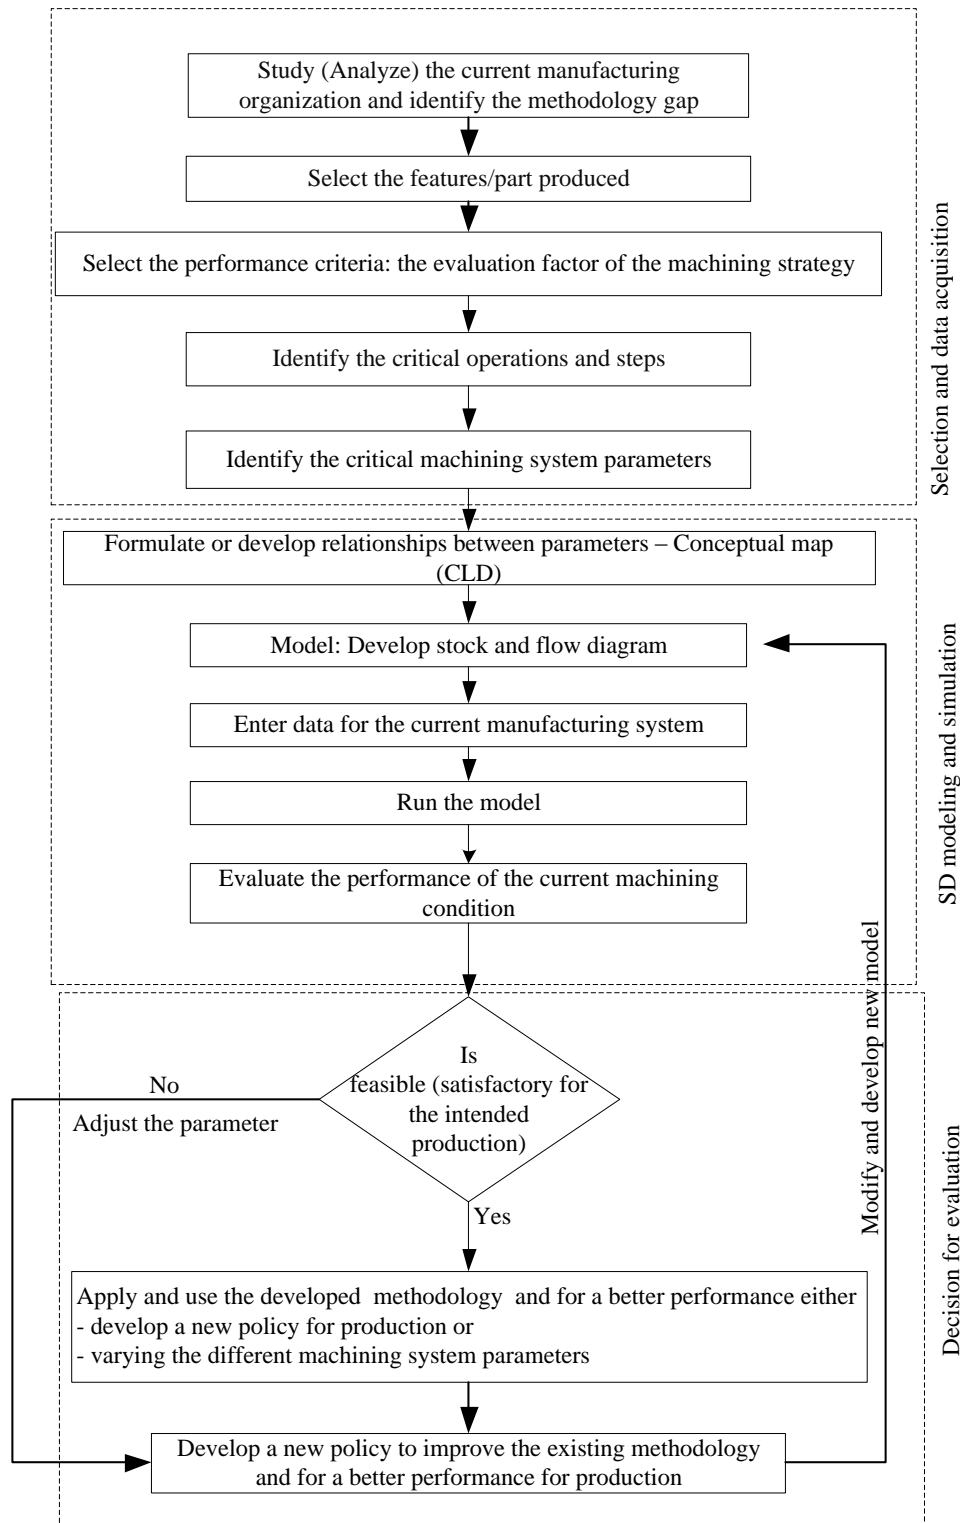 Study (Analyze) the current manufacturing
organization and identify the methodology gap
Select the features/part produced
Select the performance criteria: the evaluation factor of the machining strategy
Identify the critical operations and steps
Identify the critical machining system parameters
Selection and data acquisition
Formulate or develop relationships between parameters – Conceptual map
(CLD)
Model: Develop stock and flow diagram
Enter data for the current manufacturing system
Run the model
Evaluate the performance of the current machining
condition
SD modeling and simulation
Modify and develop new model
Is
feasible (satisfactory for
the intended
production)
No
Adjust the parameter
Yes
Apply and use the developed methodology and for a better performance either
- develop a new policy for production or
- varying the different machining system parameters
Develop a new policy to improve the existing methodology
and for a better performance for production
Decision for evaluation